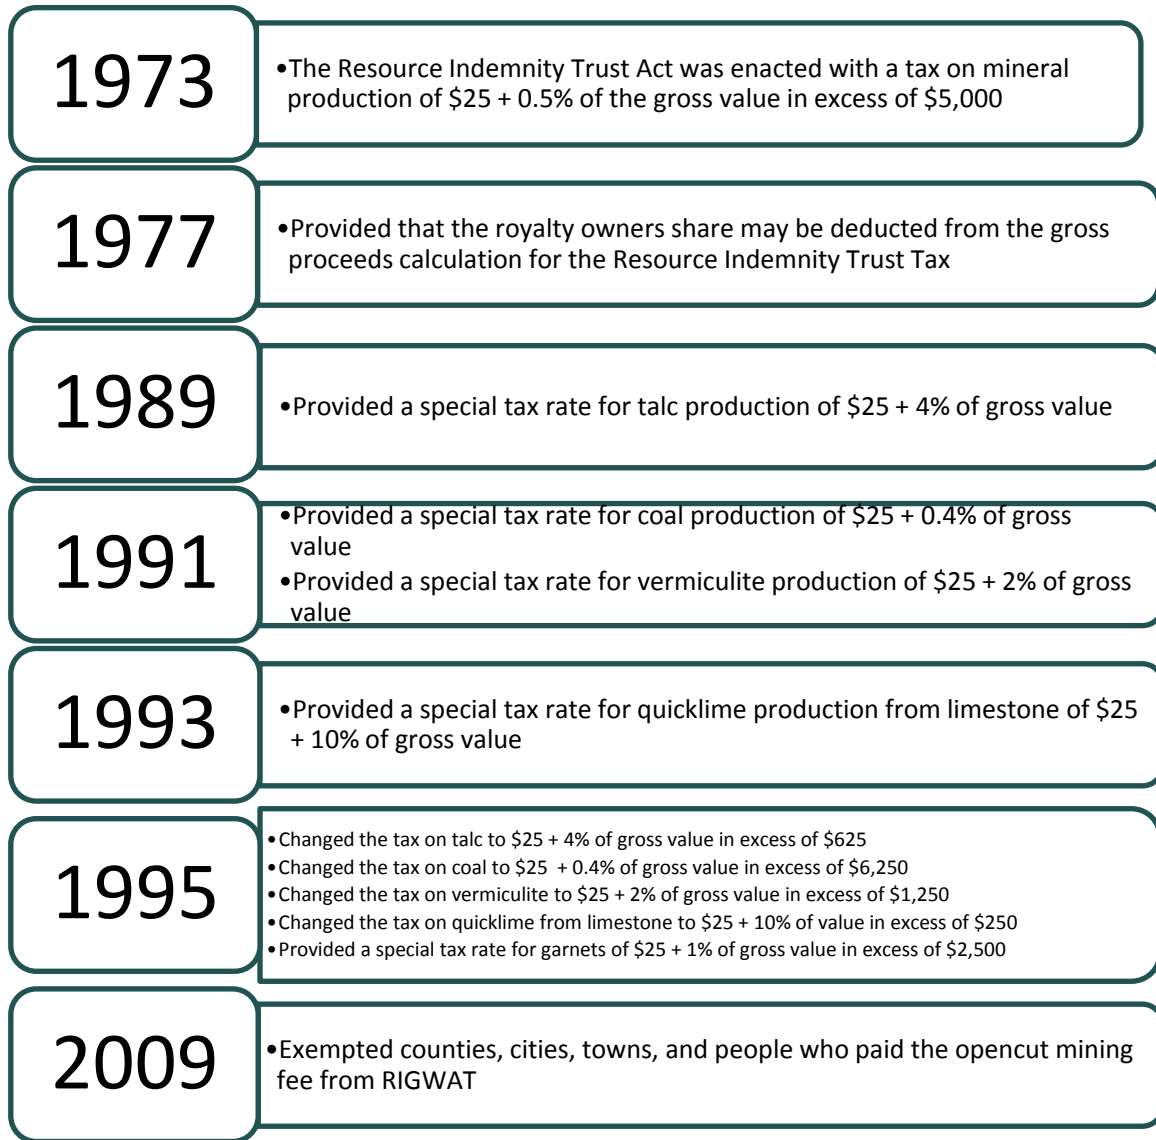 1973
•The Resource Indemnity Trust Act was enacted with a tax on mineral
production of $25 + 0.5% of the gross value in excess of $5,000
1977
•Provided that the royalty owners share may be deducted from the gross
proceeds calculation for the Resource Indemnity Trust Tax
1989
•Provided a special tax rate for talc production of $25 + 4% of gross value
1991
•Provided a special tax rate for coal production of $25 + 0.4% of gross
value
•Provided a special tax rate for vermiculite production of $25 + 2% of gross
value
1993
•Provided a special tax rate for quicklime production from limestone of $25
+ 10% of gross value
1995
•Changed the tax on talc to $25 + 4% of gross value in excess of $625
•Changed the tax on coal to $25 + 0.4% of gross value in excess of $6,250
•Changed the tax on vermiculite to $25 + 2% of gross value in excess of $1,250
•Changed the tax on quicklime from limestone to $25 + 10% of value in excess of $250
•Provided a special tax rate for garnets of $25 + 1% of gross value in excess of $2,500
2009
•Exempted counties, cities, towns, and people who paid the opencut mining
fee from RIGWAT